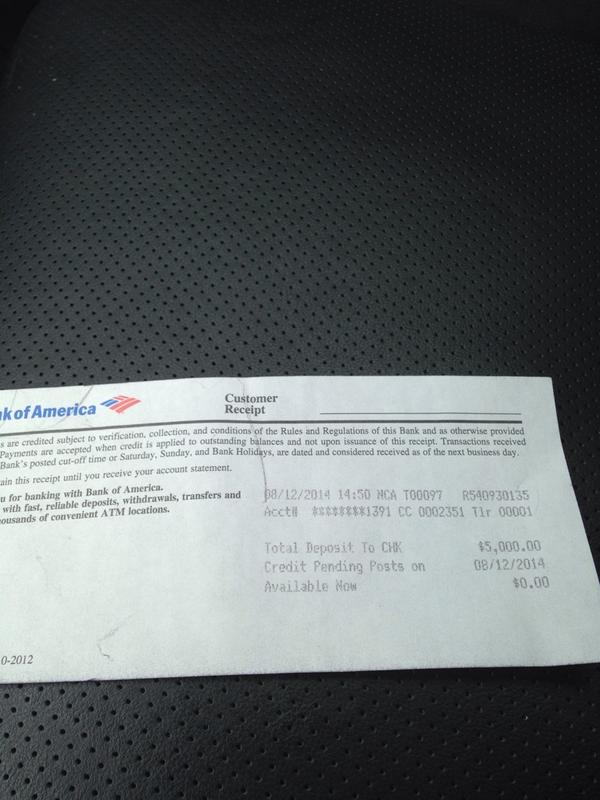 k of America
Customer
Receipt
s are credited subject to verification, collection, and conditions of the Rules and Regulations of this Bank and as otherwise provided
Payments are accepted when credit is applied to outstanding balances and not upon issuance of this receipt. Transactions received
Bank's posted cut-off time or Saturday, Sunday, and Bank Holidays, are dated and considered received as of the next business day.
ain this receipt until you receive your account statement.
u for banking with Bank of America.
with fast, reliable deposits, withdrawals, transfers and
ousands of convenient ATM locations.
08/12/2014 14:50 NCA T00097 R540930135
Acct# ********1391 CC 0002351 Tlr 00001
Total Deposit To CHK $5,000.00
Credit Pending Posts on 08/12/2014
Available Now $0.00
0-2012